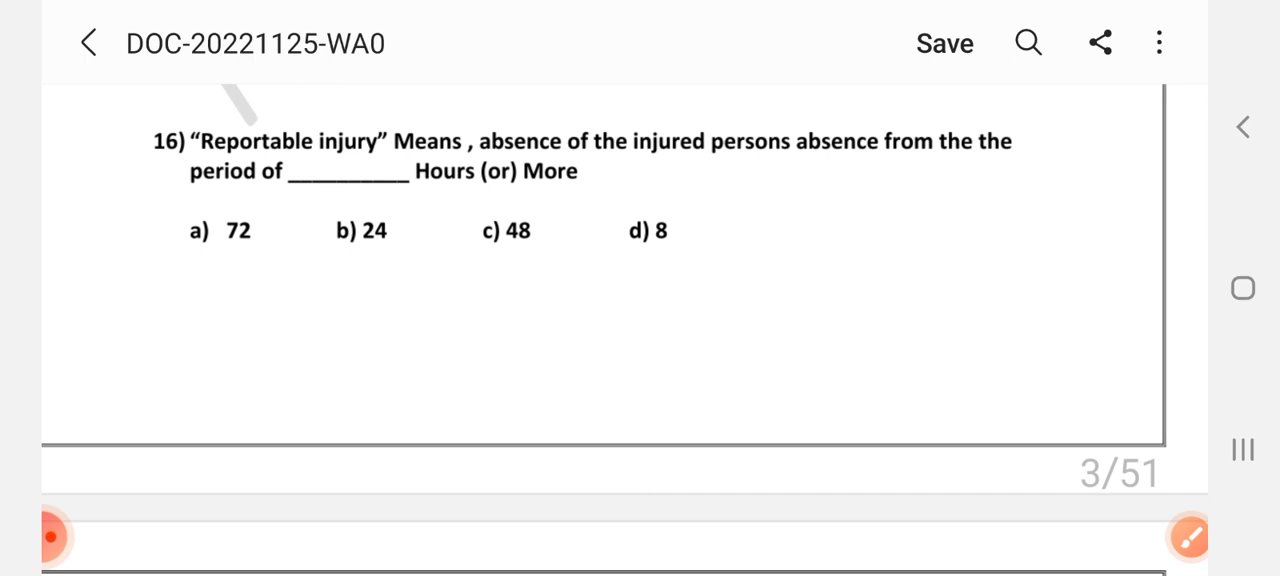 DOC-20221125-WA0
Save
16) “Reportable injury” Means , absence of the injured persons absence from the the
period of __________ Hours (or) More
a) 72 b) 24 c) 48 d) 8
3/51